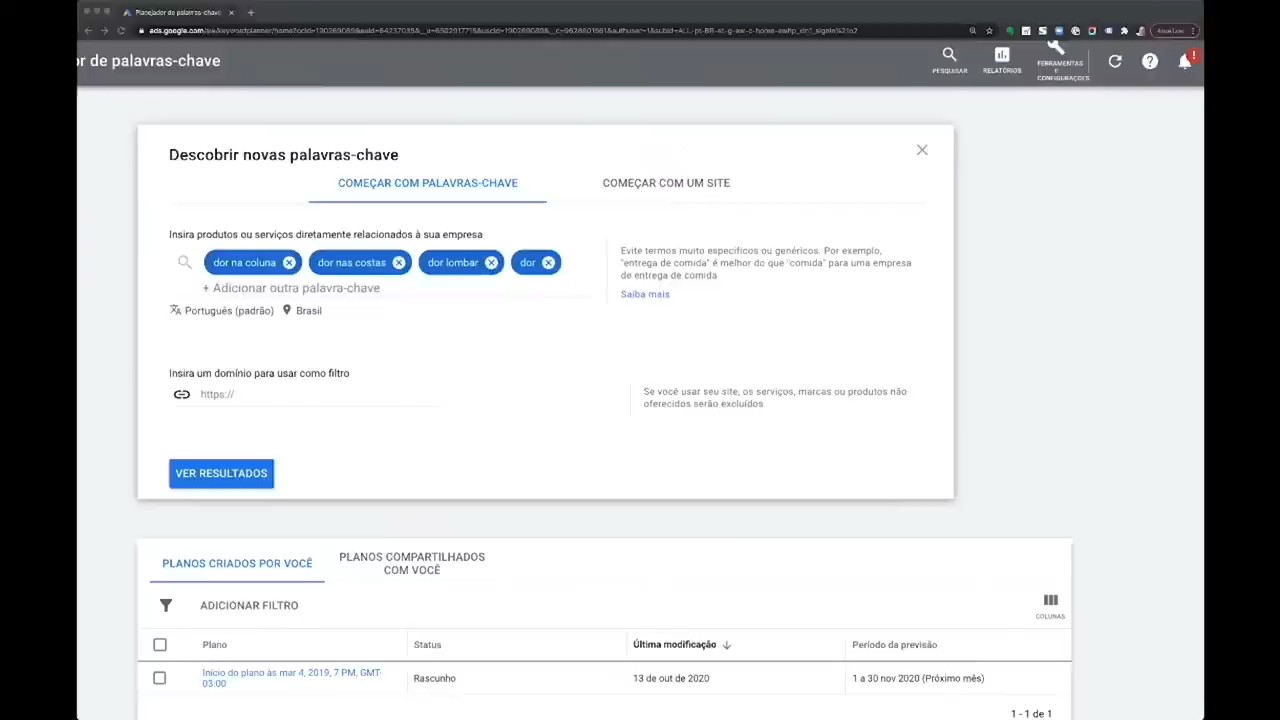 Planejador de palavras-chave
or de palavras-chave
PESQUISAR
RELATÓRIOS
FERRAMENTAS
E
CONFIGURAÇÕES
Descobrir novas palavras-chave
COMEÇAR COM PALAVRAS-CHAVE
COMEÇAR COM UM SITE
Insira produtos ou serviços diretamente relacionados à sua empresa
dor na coluna
dor nas costas
dor lombar
dor
+ Adicionar outra palavra-chave
Evite termos muito específicos ou genéricos. Por exemplo,
"entrega de comida" é melhor do que "comida" para uma empresa
de entrega de comida
Saiba mais
Português (padrão)
Brasil
Insira um domínio para usar como filtro
https://
Se você usar seu site, os serviços, marcas ou produtos não
oferecidos serão excluídos
VER RESULTADOS
PLANOS CRIADOS POR VOCÊ
PLANOS COMPARTILHADOS
COM VOCÊ
ADICIONAR FILTRO
COLUNAS
Plano
Status
Última modificação
Período da previsão
Início do plano às mar 4, 2019, 7 PM, GMT-
03:00
Rascunho
13 de out de 2020
1 a 30 nov 2020 (Próximo mês)
1 - 1 de 1